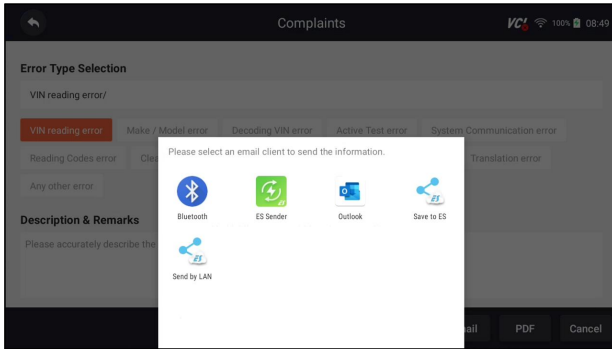 Complaints
VCI 100% 08:49
Error Type Selection
VIN reading error/
VIN reading error Make / Model error Decoding VIN error Active Test error System Communication error
Reading Codes error Translation error
Any other error
Please select an email client to send the information.
Bluetooth ES Sender Outlook Save to ES
Send by LAN
Description & Remarks
Please accurately describe the
PDF Cancel